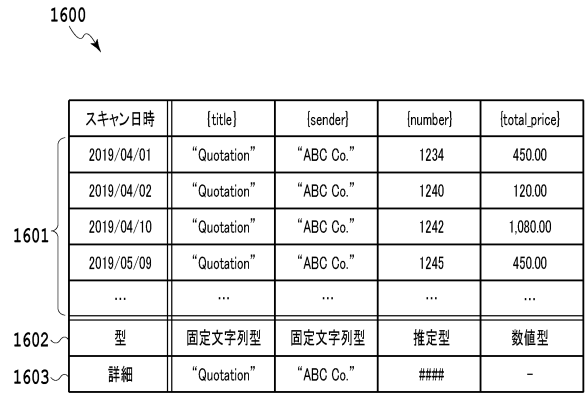 1600
スキャン日時 {title} {sender} {number} {total_price}
2019/04/01 “Quotation” “ABC Co.” 1234 450.00
2019/04/02 “Quotation” “ABC Co.” 1240 120.00
2019/04/10 “Quotation” “ABC Co.” 1242 1,080.00
1601
2019/05/09 “Quotation” “ABC Co.” 1245 450.00
… … … … …
1602 型 固定文字列型 固定文字列型 推定型 数値型
1603 詳細 “Quotation” “ABC Co.” #### −